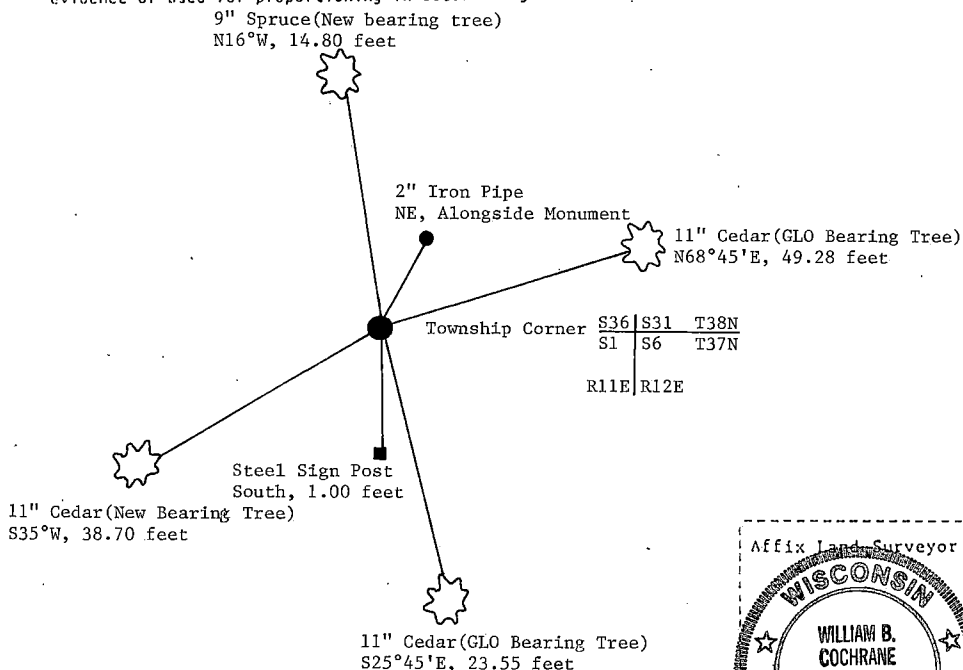 9" Spruce(New bearing tree)
N16°W, 14.80 feet
2" Iron Pipe
NE, Alongside Monument
11" Cedar(GLO Bearing Tree)
N68°45'E, 49.28 feet
Township Corner S36 S31 T38N
S1 S6 T37N
R11E R12E
Steel Sign Post
South, 1.00 feet
11" Cedar(New Bearing Tree)
S35°W, 38.70 feet
11" Cedar(GLO Bearing Tree)
S25°45'E, 23.55 feet
Affix Land Surveyor
WISCONSIN
WILLIAM B.
COCHRANE